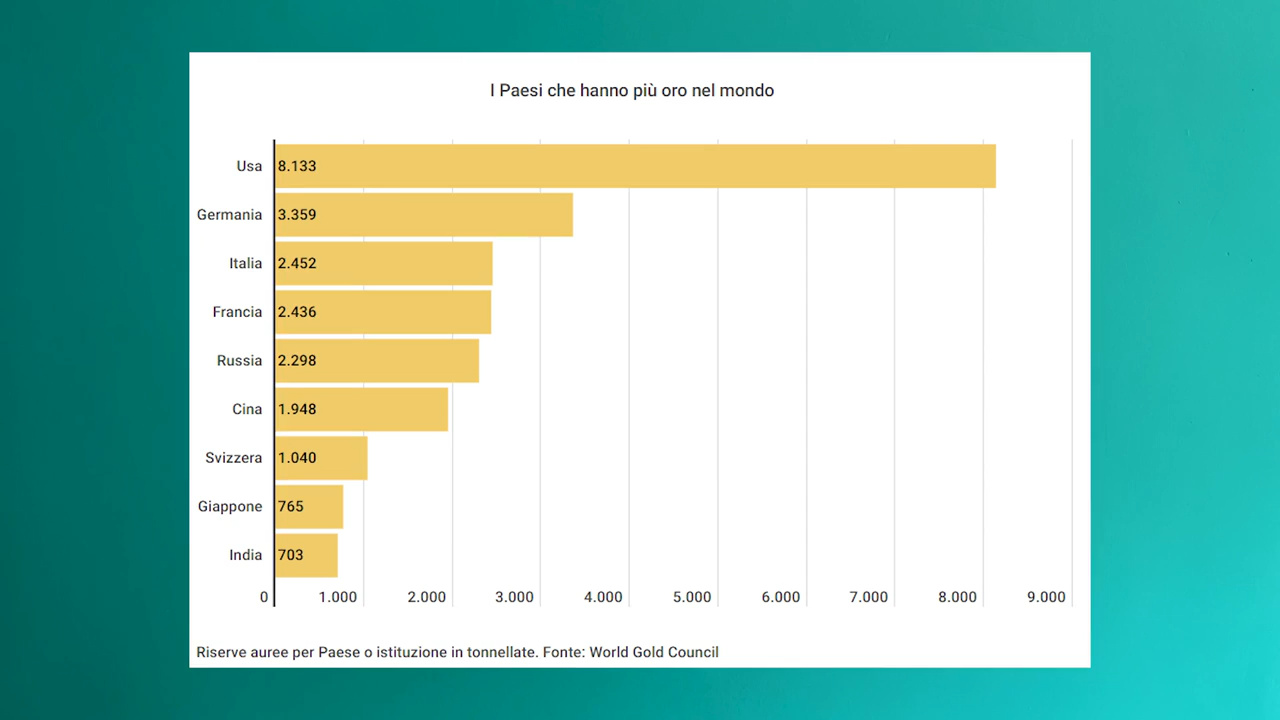 I Paesi che hanno più oro nel mondo
Usa 8.133
Germania 3.359
Italia 2.452
Francia 2.436
Russia 2.298
Cina 1.948
Svizzera 1.040
Giappone 765
India 703
0 1.000 2.000 3.000 4.000 5.000 6.000 7.000 8.000 9.000
Riserve auree per Paese o istituzione in tonnellate. Fonte: World Gold Council